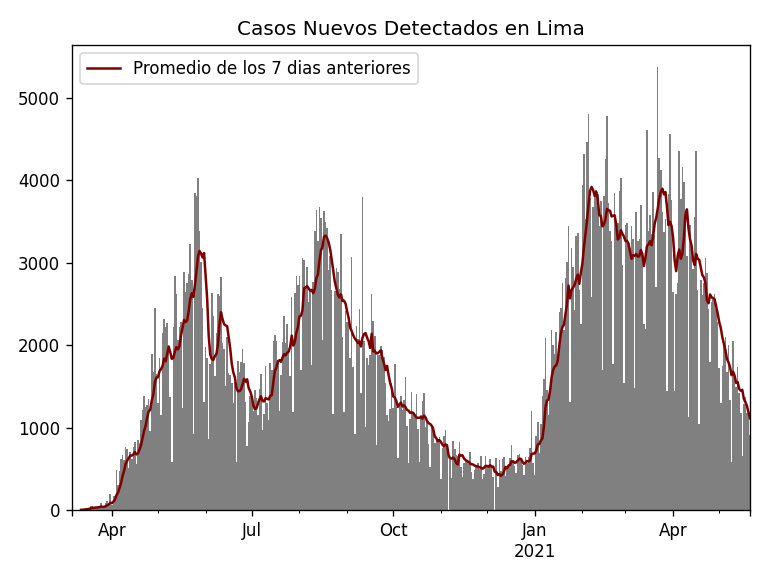 Casos Nuevos Detectados en Lima
Promedio de los 7 dias anteriores
5000
4000
3000
2000
1000
0
Apr Jul Oct Jan Apr
2021